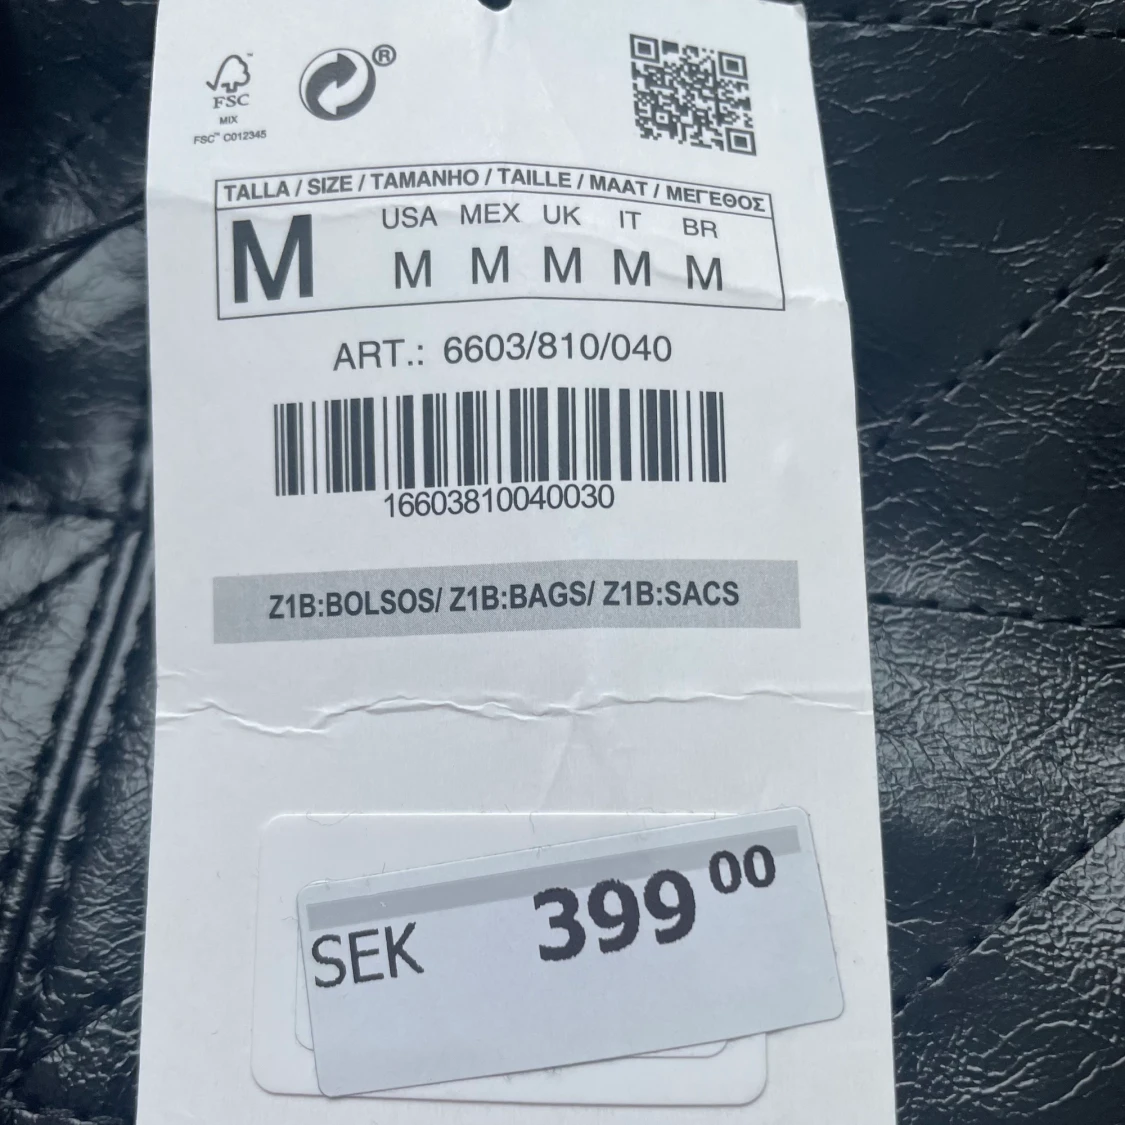 FSC™
MIX
FSC™ C012345
®
TALLA / SIZE / TAMANHO / TAILLE / MAAT / ΜΕΓΕΘΟΣ
USA MEX UK IT BR
M M M M M M
ART.: 6603/810/040
16603810040030
Z1B:BOLSOS/ Z1B:BAGS/ Z1B:SACS
SEK 399 00